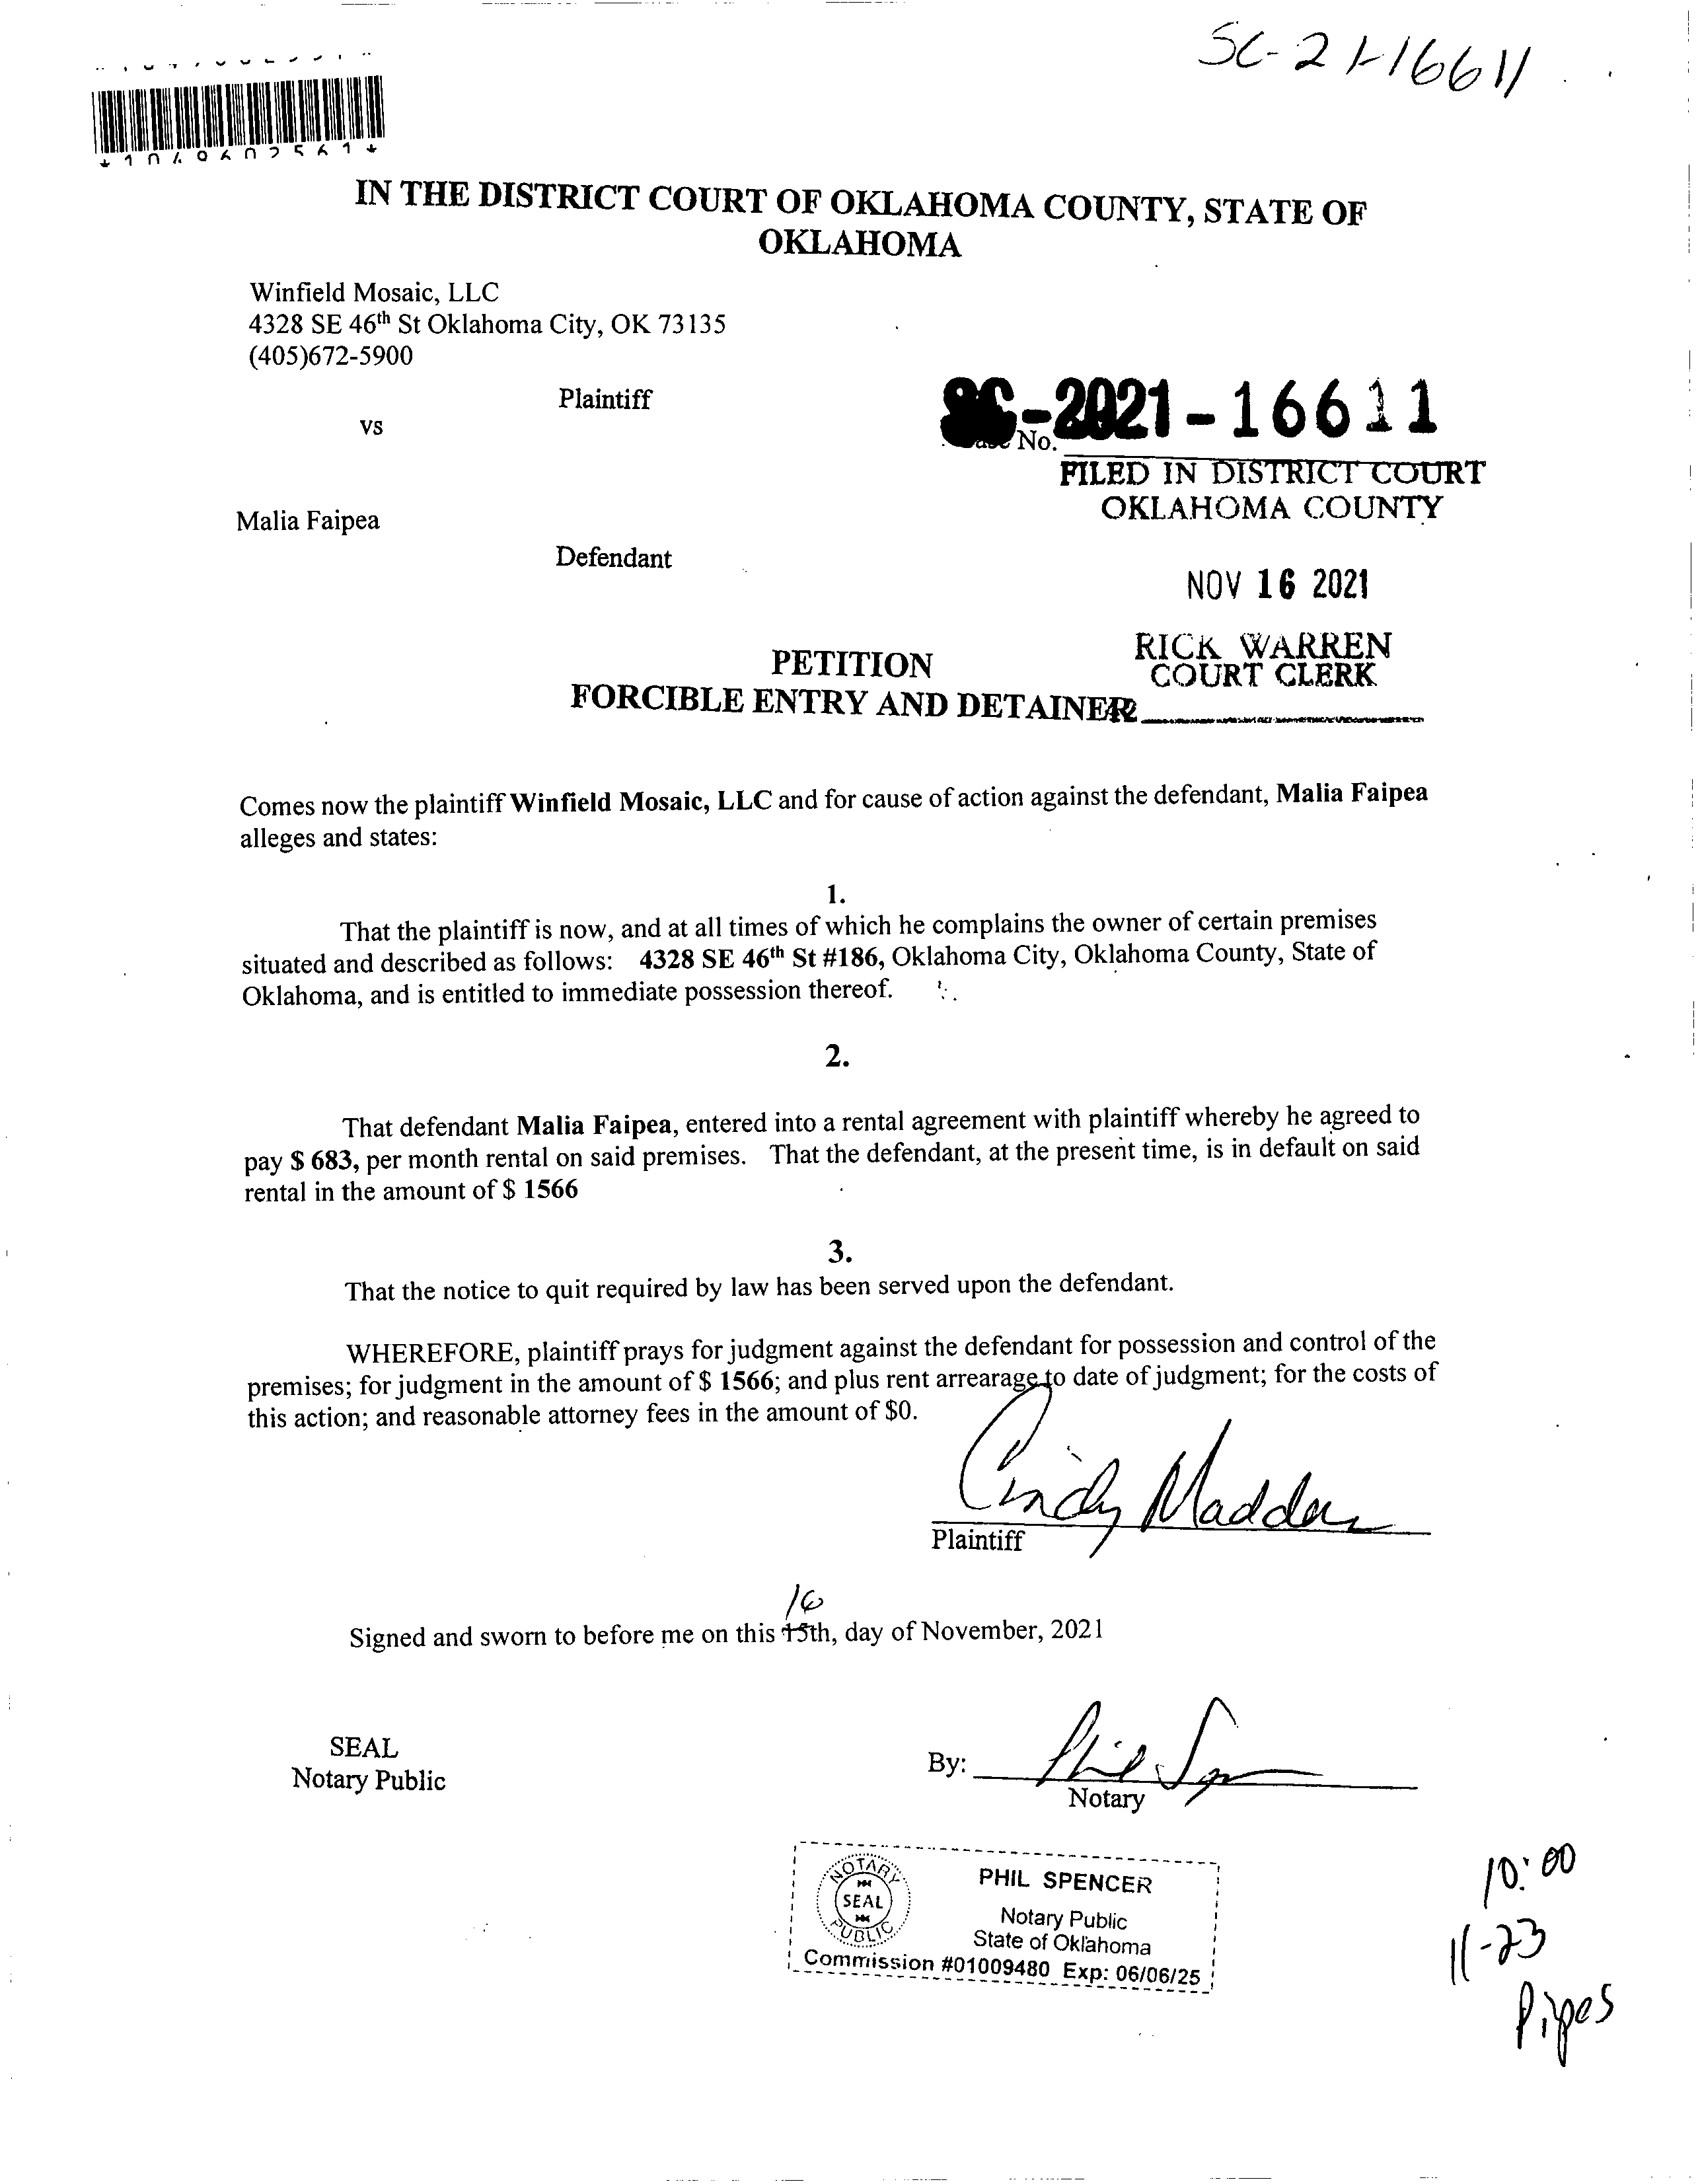 SC-21-16611
IN THE DISTRICT COURT OF OKLAHOMA COUNTY, STATE OF
OKLAHOMA
Winfield Mosaic, LLC
4328 SE 46th St Oklahoma City, OK 73135
(405)672-5900
Plaintiff
vs
SC-2021-16611
No.
FILED IN DISTRICT COURT
OKLAHOMA COUNTY
Malia Faipea
Defendant
NOV 16 2021
RICK WARREN
COURT CLERK
PETITION
FORCIBLE ENTRY AND DETAINER
Comes now the plaintiff Winfield Mosaic, LLC and for cause of action against the defendant, Malia Faipea
alleges and states:
1.
That the plaintiff is now, and at all times of which he complains the owner of certain premises
situated and described as follows: 4328 SE 46th St #186, Oklahoma City, Oklahoma County, State of
Oklahoma, and is entitled to immediate possession thereof.
2.
That defendant Malia Faipea, entered into a rental agreement with plaintiff whereby he agreed to
pay $ 683, per month rental on said premises. That the defendant, at the present time, is in default on said
rental in the amount of $ 1566
3.
That the notice to quit required by law has been served upon the defendant.
WHEREFORE, plaintiff prays for judgment against the defendant for possession and control of the
premises; for judgment in the amount of $ 1566; and plus rent arrearage to date of judgment; for the costs of
this action; and reasonable attorney fees in the amount of $0.
Cindy Madden
Plaintiff
16
Signed and sworn to before me on this 15th, day of November, 2021
SEAL
Notary Public
By: Phil Spencer
Notary
NOTARY PUBLIC
SEAL
PHIL SPENCER
Notary Public
State of Oklahoma
Commission #01009480 Exp: 06/06/25
10:00
11-23
Pipes